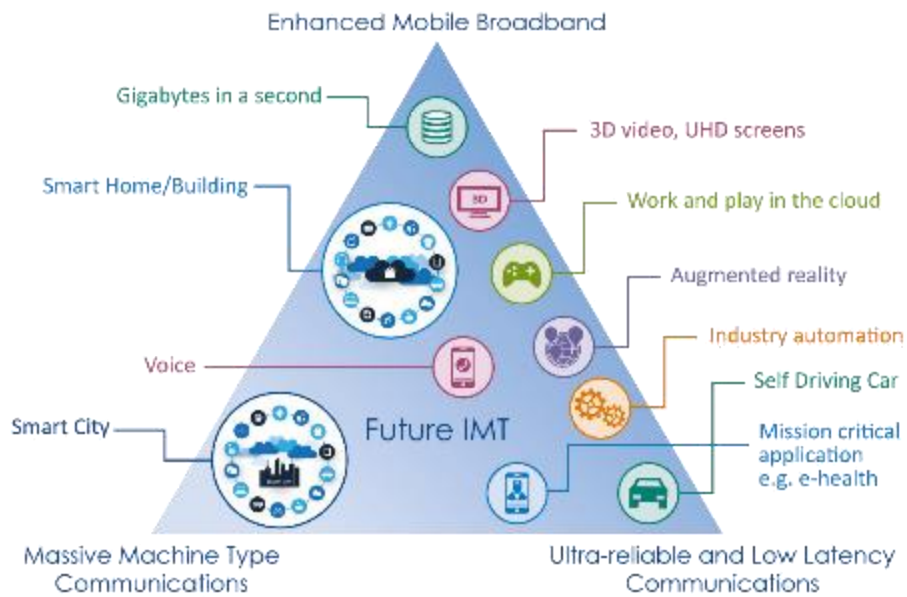 Enhanced Mobile Broadband
Gigabytes in a second
3D video, UHD screens
3D
Smart Home/Building
Work and play in the cloud
Augmented reality
Industry automation
Voice
Self Driving Car
Smart City
Future IMT
Mission critical
application
e.g. e-health
Massive Machine Type
Communications
Ultra-reliable and Low Latency
Communications